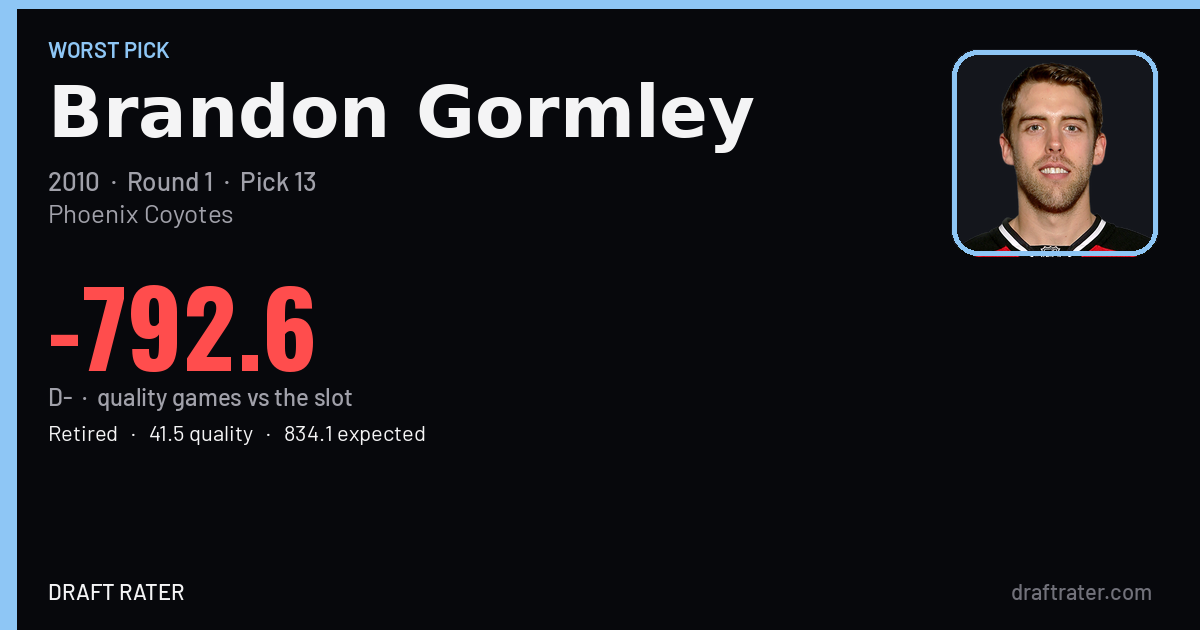 WORST PICK
Brandon Gormley
2010 · Round 1 · Pick 13
Phoenix Coyotes
-792.6
D- · quality games vs the slot
Retired · 41.5 quality · 834.1 expected
DRAFT RATER
draftrater.com